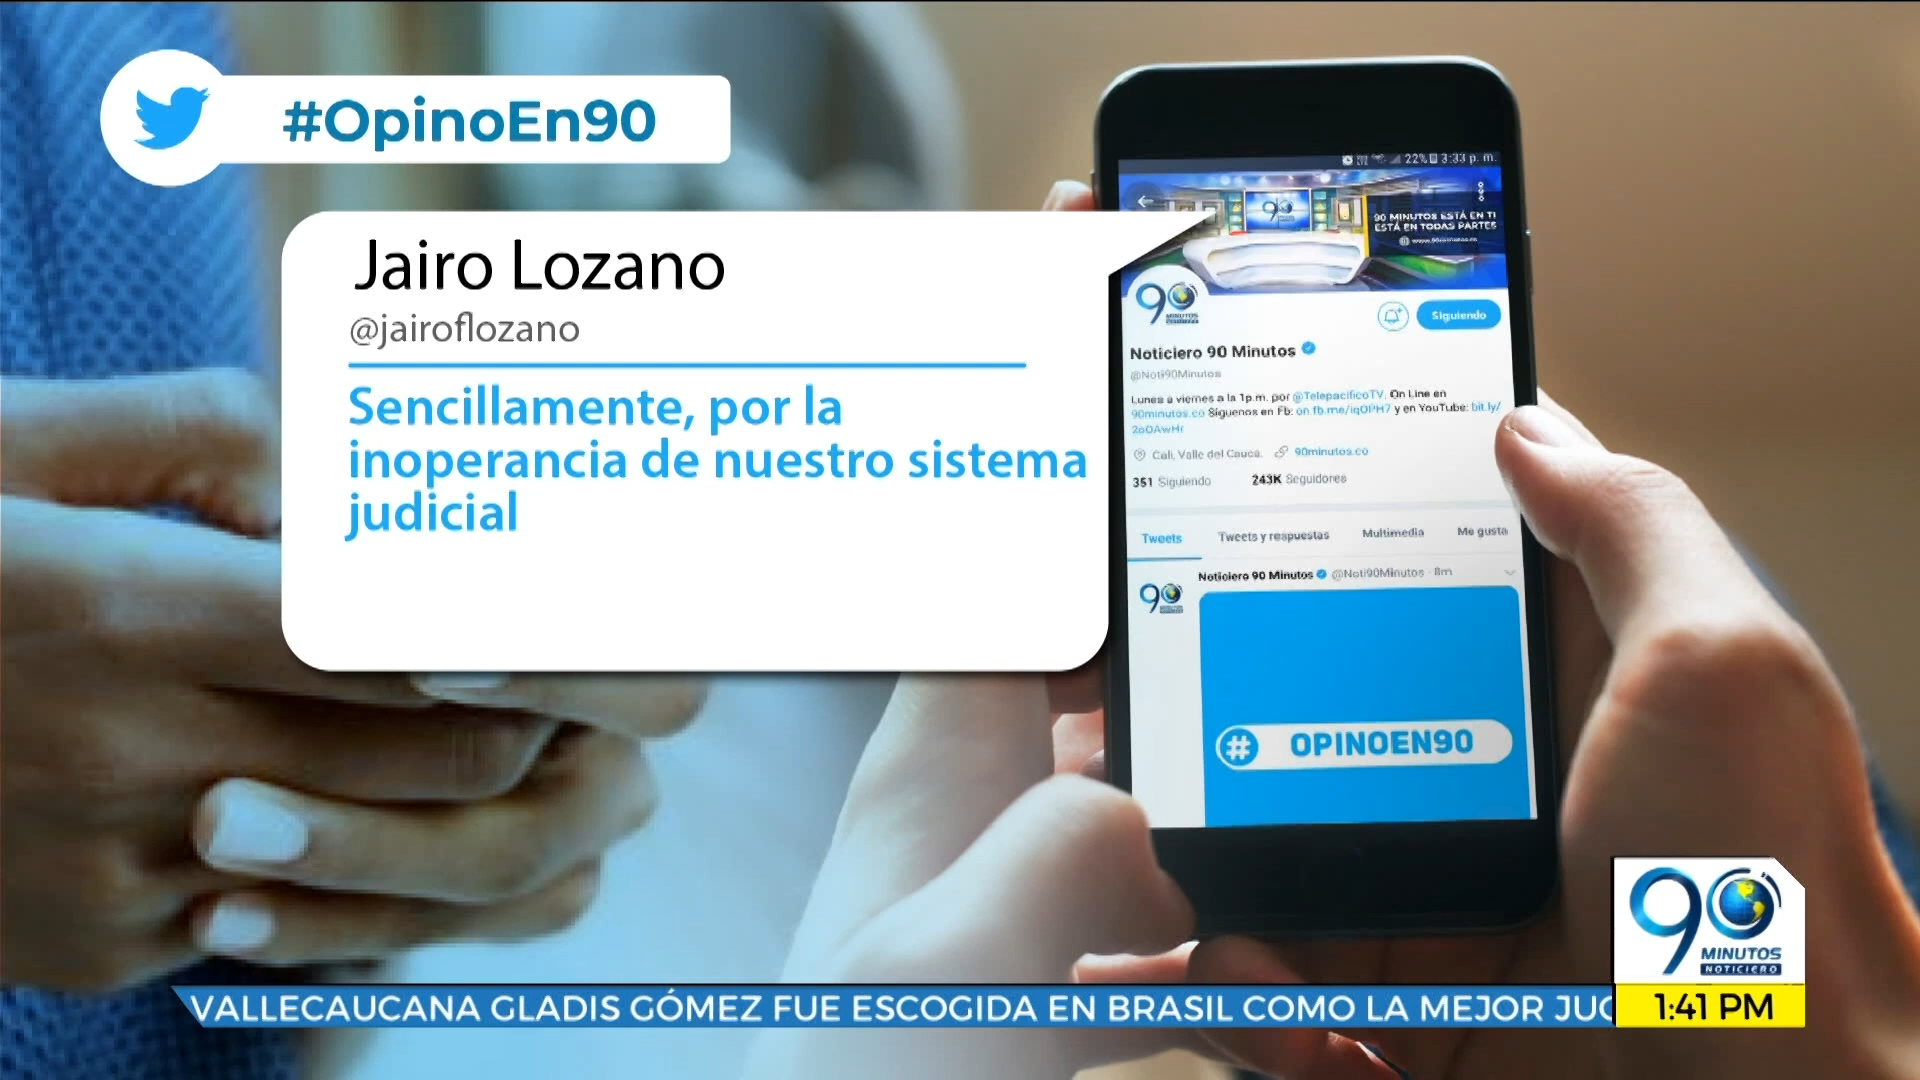 #OpinoEn90
Jairo Lozano
@jairoflozano
Sencillamente, por la
inoperancia de nuestro sistema
judicial
22% 3:33 p. m.
90 MINUTOS ESTÁ EN TI
ESTÁ EN TODAS PARTES
90
MINUTOS
Siguiendo
Noticiero 90 Minutos
@Noti90Minutos
Lunes a viernes a la 1p.m. por @TelepacificoTV. On Line en
90minutos.co Síguenos en Fb: on.fb.me/iqOPH7 y en YouTube: bit.ly/
2oOAwHr
Cali, Valle del Cauca. 90minutos.co
351 Siguiendo 243K Seguidores
Tweets Tweets y respuestas Multimedia Me gusta
Noticiero 90 Minutos @Noti90Minutos · 8m
90
# OPINOEN90
90
MINUTOS
NOTICIERO
VALLECAUCANA GLADIS GÓMEZ FUE ESCOGIDA EN BRASIL COMO LA MEJOR JUG
1:41 PM